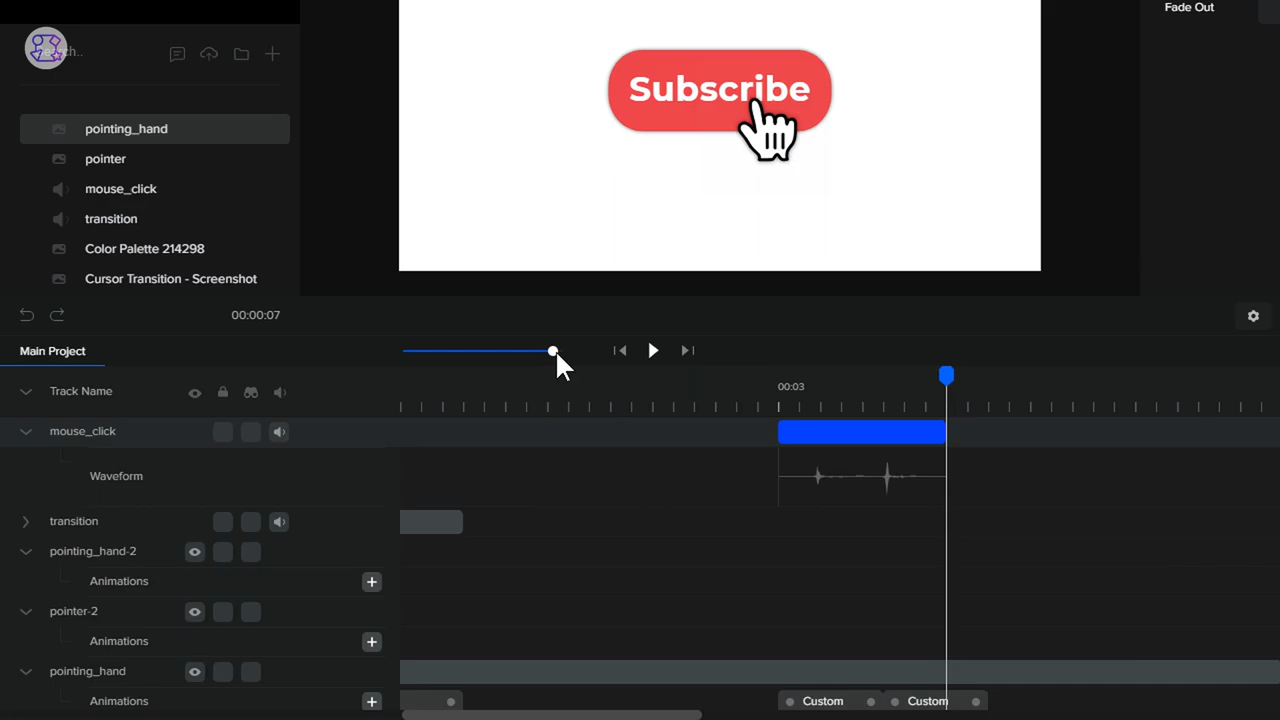 Fade Out
Subscribe
pointing_hand
pointer
mouse_click
transition
Color Palette 214298
Cursor Transition - Screenshot
00:00:07
Main Project
Track Name
00:03
mouse_click
Waveform
transition
pointing_hand-2
Animations
pointer-2
Animations
pointing_hand
Animations
Custom
Custom